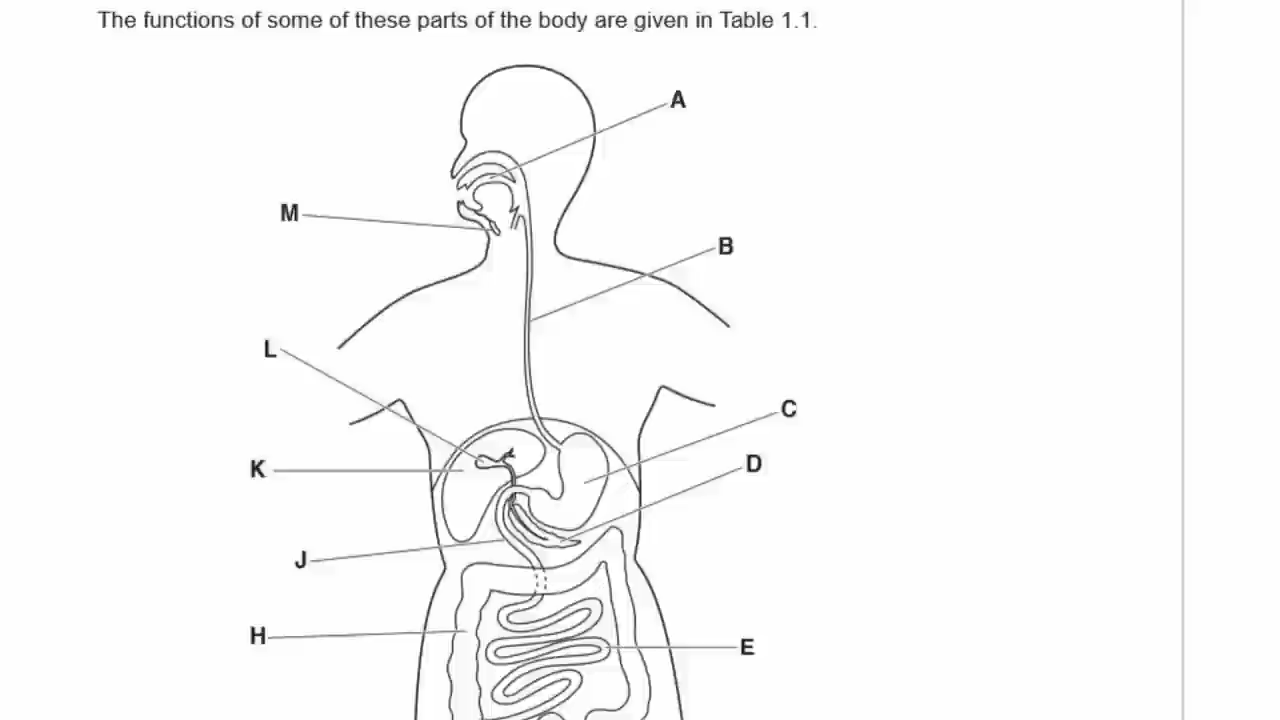 The functions of some of these parts of the body are given in Table 1.1.
A
M
B
L
C
K
D
J
H
E